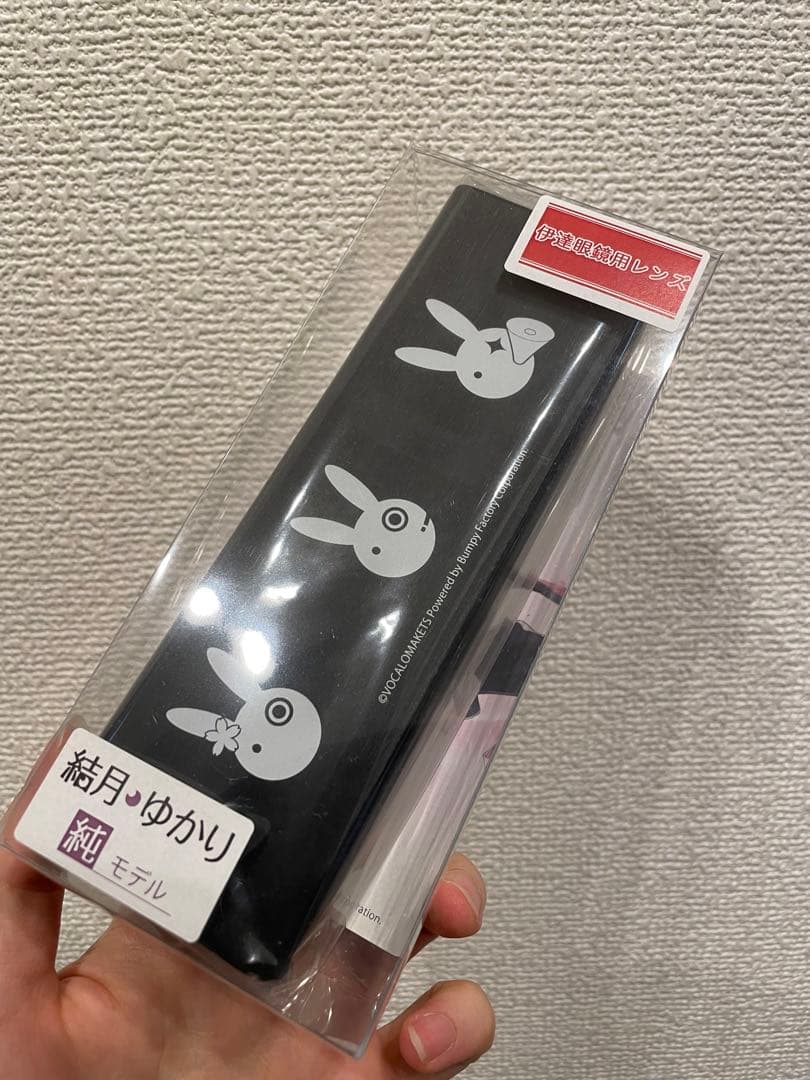 伊達眼鏡用レンズ
©VOCALOMAKETS Powered by Bumpy Factory Corporation.
結月ゆかり
純 モデル
ration.